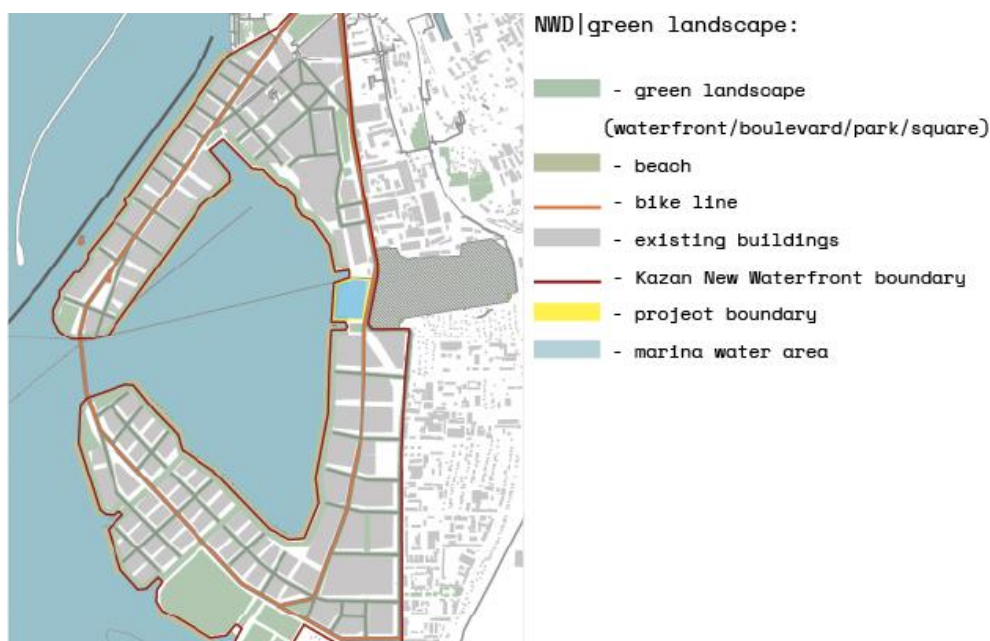 NWD|green landscape:
- green landscape
(waterfront/boulevard/park/square)
- beach
- bike line
- existing buildings
- Kazan New Waterfront boundary
- project boundary
- marina water area